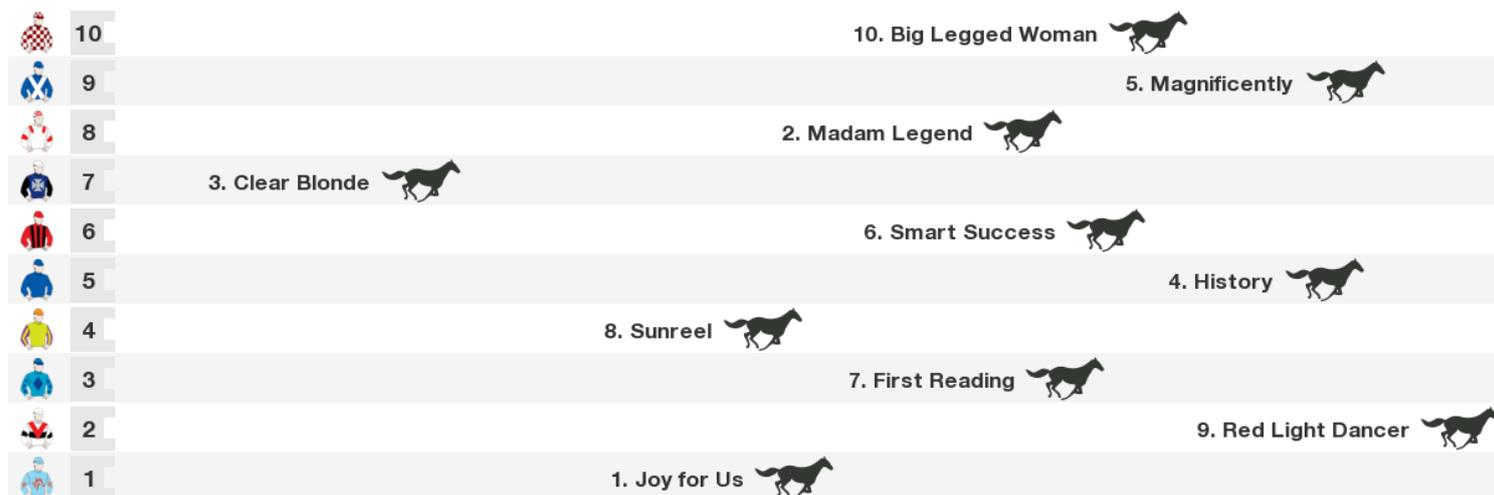 10 10. Big Legged Woman
9 5. Magnificently
8 2. Madam Legend
7 3. Clear Blonde
6 6. Smart Success
5 4. History
4 8. Sunreel
3 7. First Reading
2 9. Red Light Dancer
1 1. Joy for Us